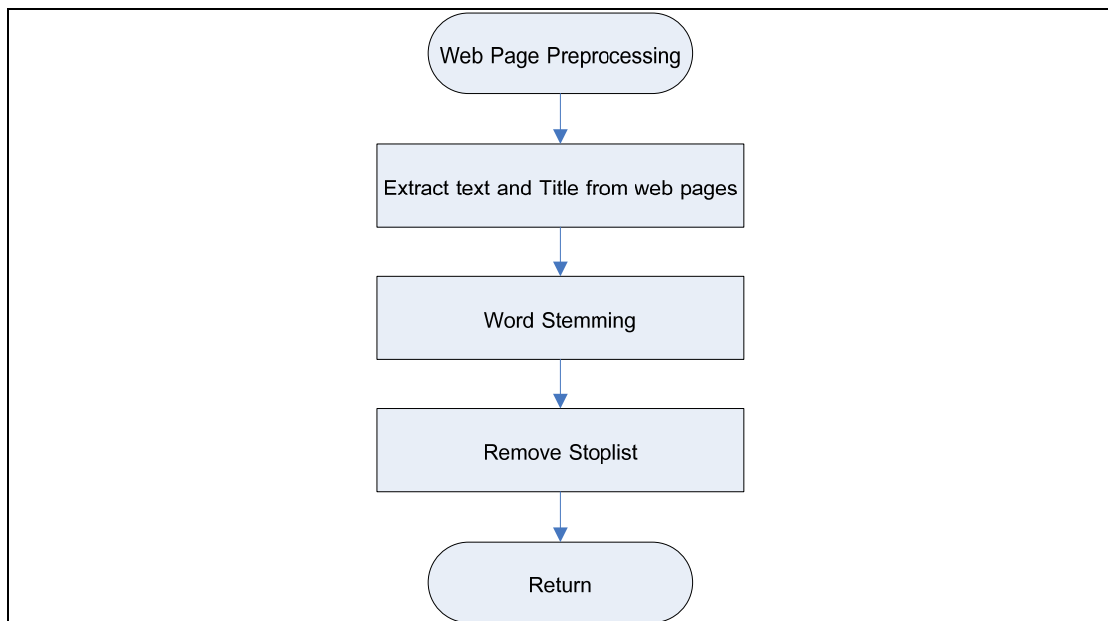 Web Page Preprocessing
Extract text and Title from web pages
Word Stemming
Remove Stoplist
Return